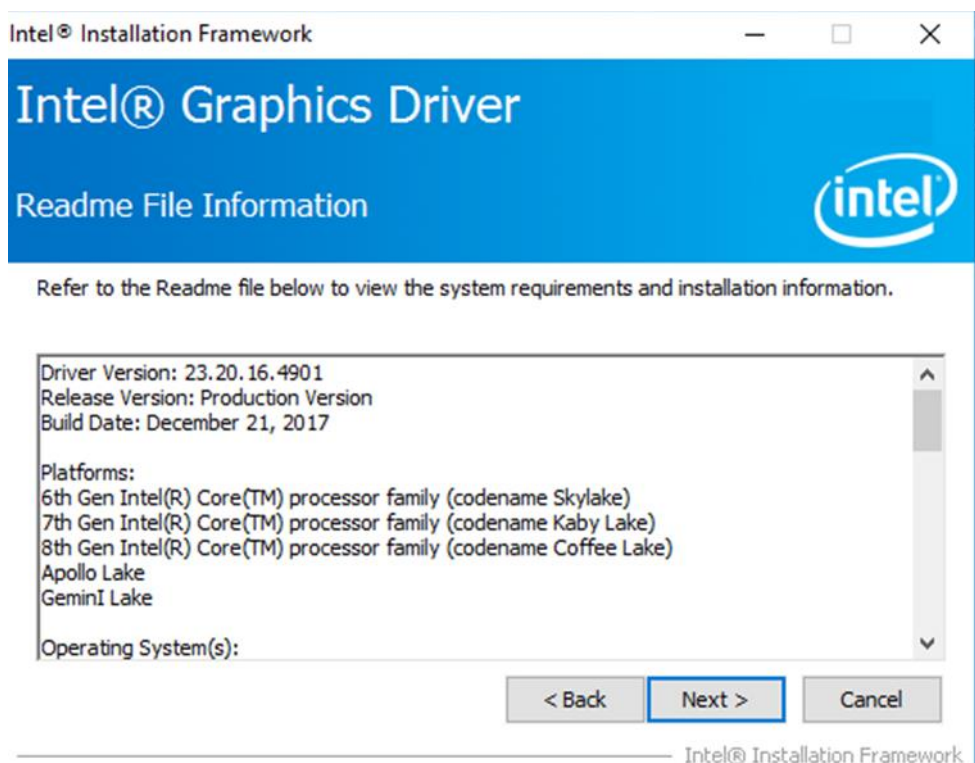 Intel® Installation Framework
Intel® Graphics Driver
Readme File Information
intel
Refer to the Readme file below to view the system requirements and installation information.
Driver Version: 23.20.16.4901
Release Version: Production Version
Build Date: December 21, 2017
Platforms:
6th Gen Intel(R) Core(TM) processor family (codename Skylake)
7th Gen Intel(R) Core(TM) processor family (codename Kaby Lake)
8th Gen Intel(R) Core(TM) processor family (codename Coffee Lake)
Apollo Lake
GeminI Lake
Operating System(s):
< Back Next > Cancel
Intel® Installation Framework